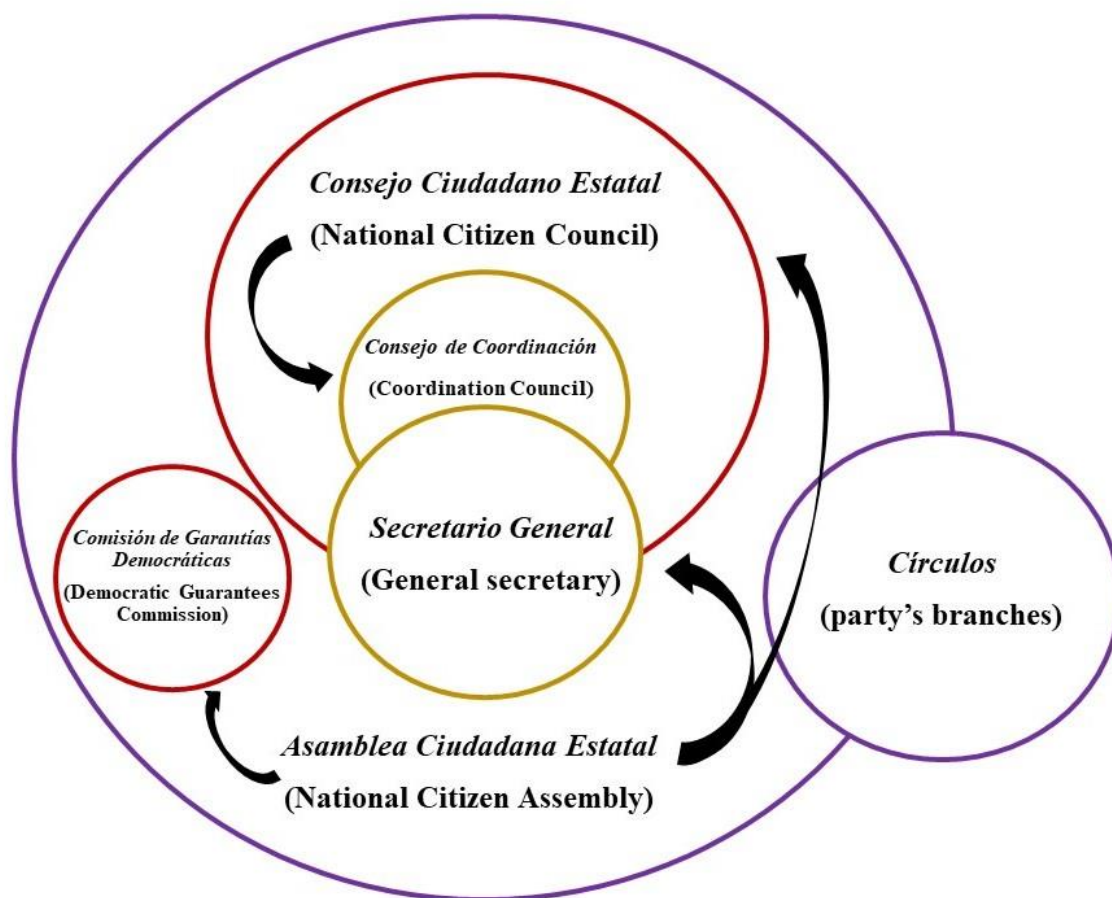 Consejo Ciudadano Estatal
(National Citizen Council)
Consejo de Coordinación
(Coordination Council)
Secretario General
(General secretary)
Comisión de Garantías
Democráticas
(Democratic Guarantees
Commission)
Círculos
(party’s branches)
Asamblea Ciudadana Estatal
(National Citizen Assembly)